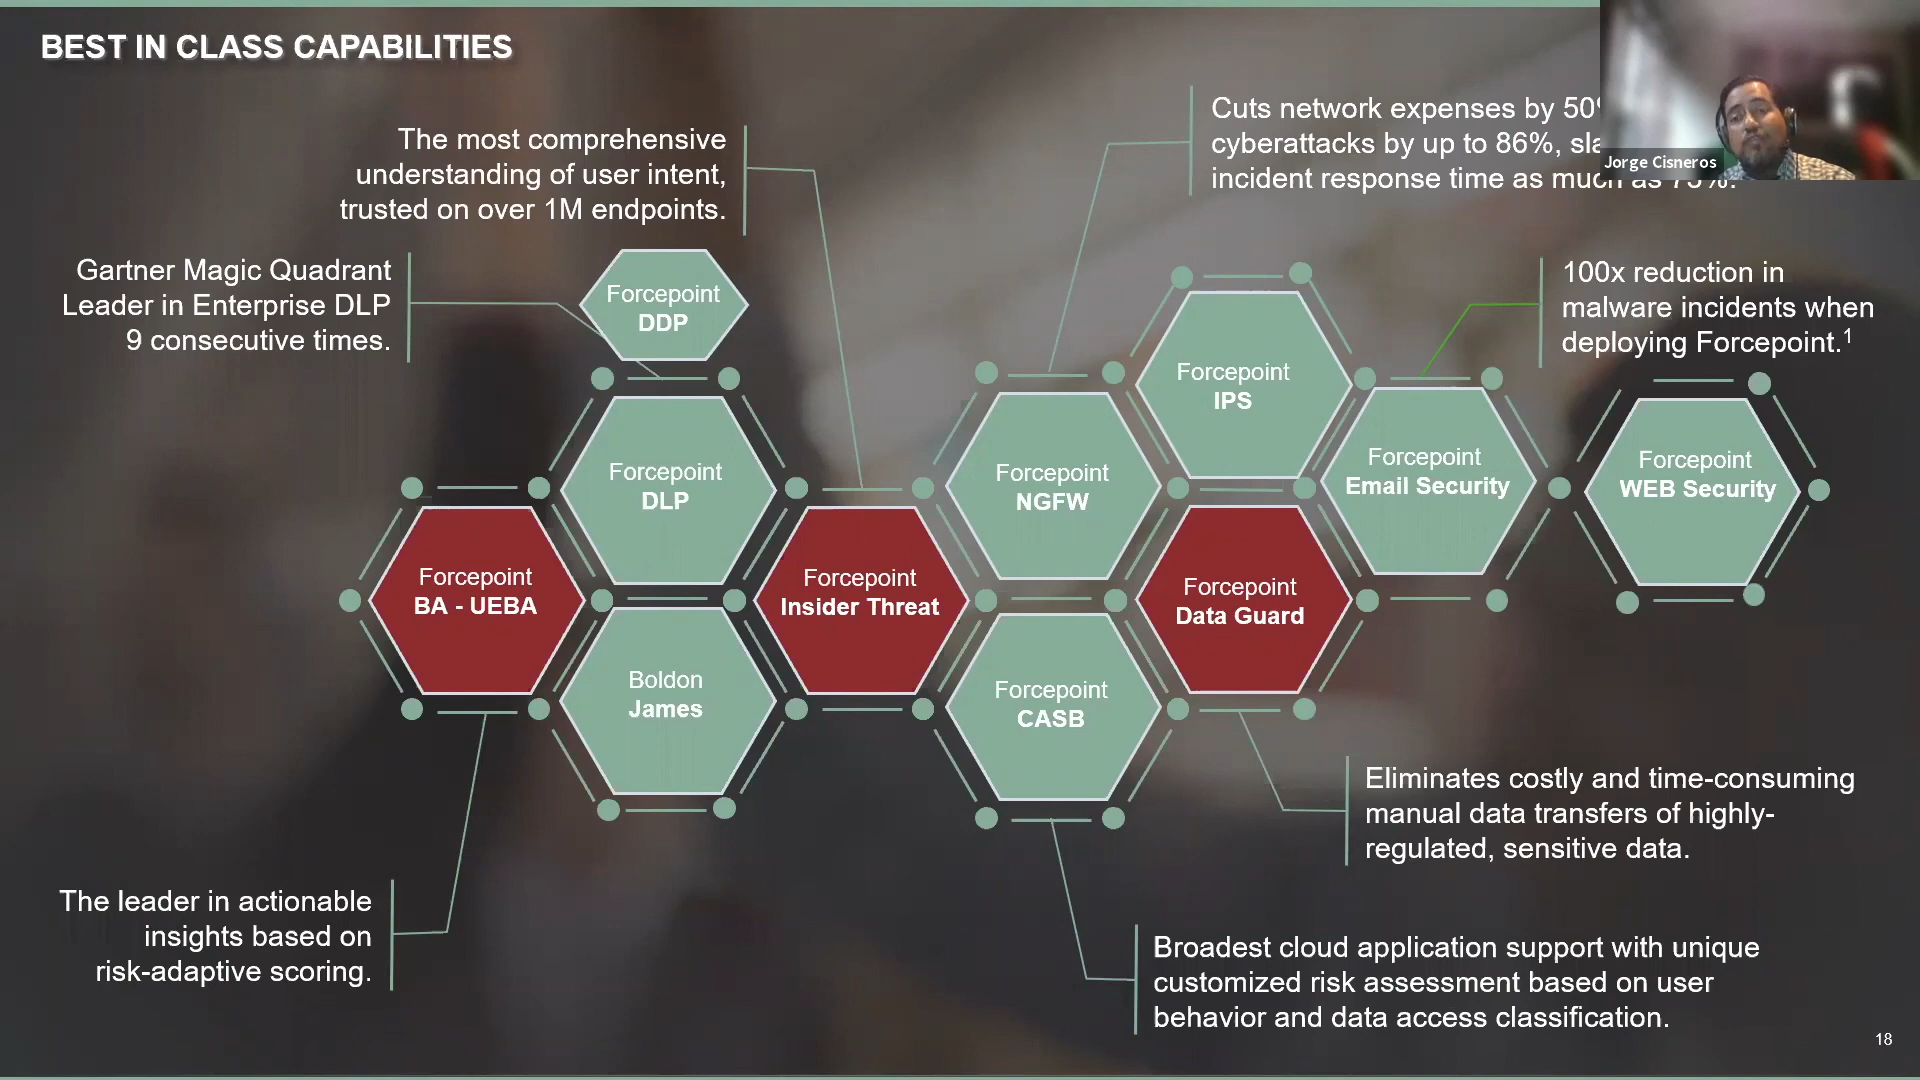 BEST IN CLASS CAPABILITIES
The most comprehensive
understanding of user intent,
trusted on over 1M endpoints.
Cuts network expenses by 50
cyberattacks by up to 86%,
incident response time as much as
Jorge Cisneros
Gartner Magic Quadrant
Leader in Enterprise DLP
9 consecutive times.
100x reduction in
malware incidents when
deploying Forcepoint.1
Forcepoint
DDP
Forcepoint
IPS
Forcepoint
DLP
Forcepoint
NGFW
Forcepoint
Email Security
Forcepoint
WEB Security
Forcepoint
BA - UEBA
Forcepoint
Insider Threat
Forcepoint
Data Guard
Boldon
James
Forcepoint
CASB
Eliminates costly and time-consuming
manual data transfers of highly-
regulated, sensitive data.
The leader in actionable
insights based on
risk-adaptive scoring.
Broadest cloud application support with unique
customized risk assessment based on user
behavior and data access classification.
18